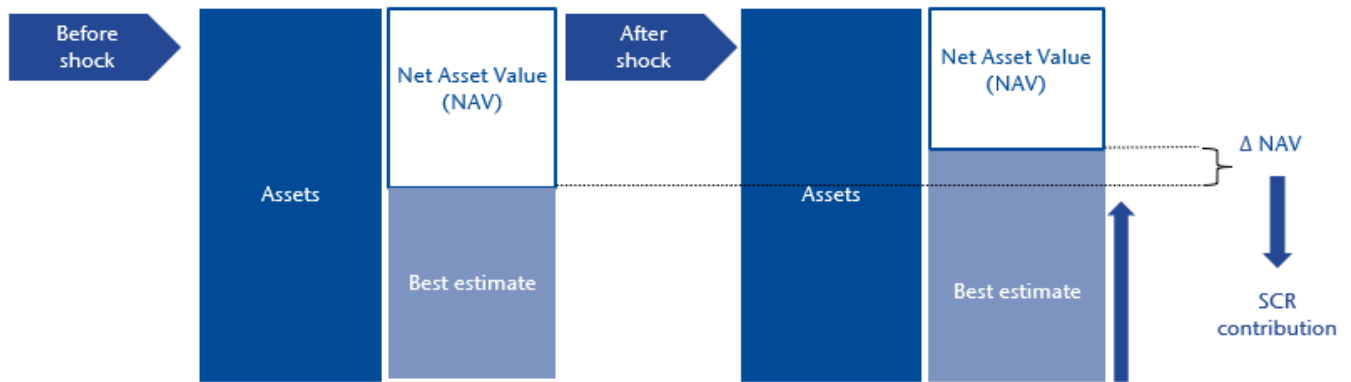 Before
shock
Assets
Net Asset Value
(NAV)
Best estimate
After
shock
Assets
Net Asset Value
(NAV)
Best estimate
Δ NAV
SCR
contribution